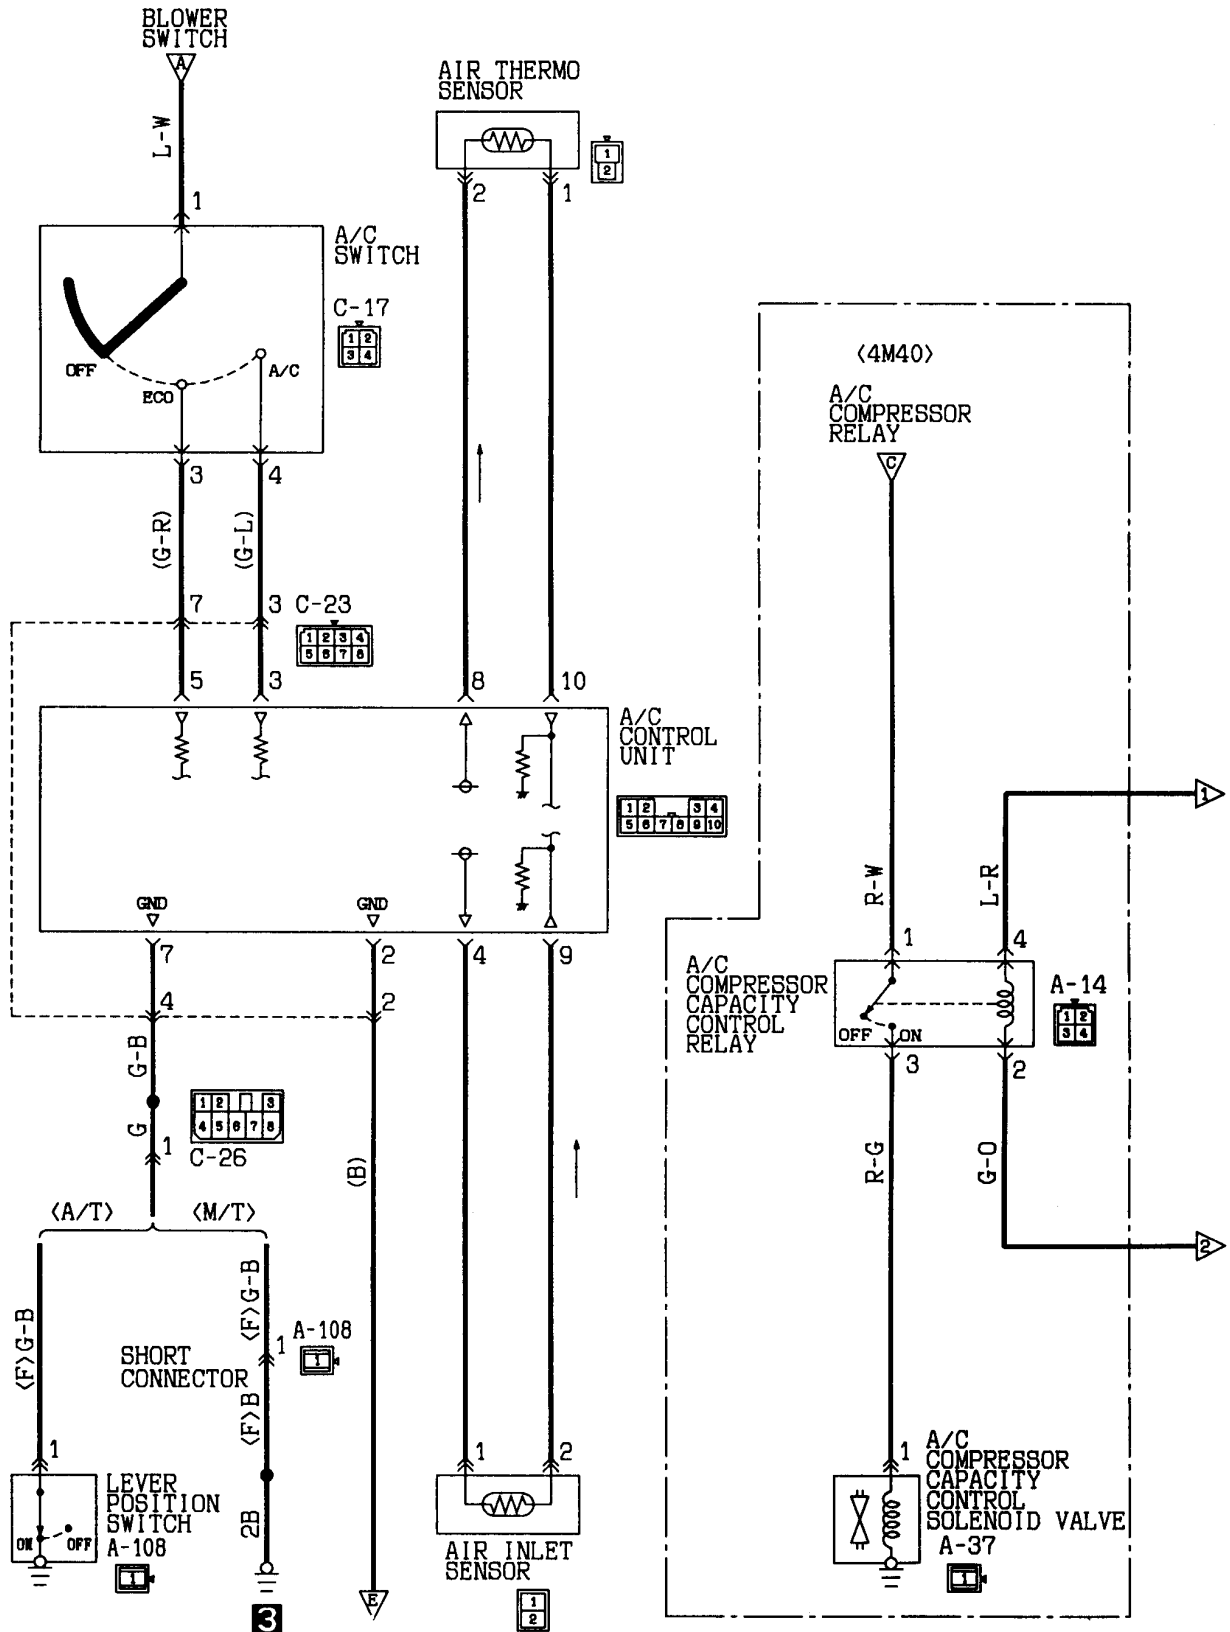 BLOWER
SWITCH
A
L-W
1
A/C
SWITCH
C-17
1 2
3 4
OFF
ECO
A/C
3
4
(G-R)
(G-L)
7
3
C-23
1 2 3 4
5 6 7 8
5
3
AIR THERMO
SENSOR
1
2
2
1
8
10
A/C
CONTROL
UNIT
1 2 3 4
5 6 7 8 9 10
GND
GND
7
2
4
9
4
2
G-B
G
1
1 2 3
4 5 6 7 8
C-26
(B)
<A/T>
<M/T>
<F>G-B
<F>G-B
SHORT
CONNECTOR
1
A-108
1
<F>B
1
LEVER
POSITION
SWITCH
A-108
1
ON
OFF
2B
3
E
1
2
AIR INLET
SENSOR
1
2
<4M40>
A/C
COMPRESSOR
RELAY
C
R-W
L-R
1
1
4
A/C
COMPRESSOR
CAPACITY
CONTROL
RELAY
OFF
ON
A-14
1 2
3 4
3
2
R-G
G-O
2
1
A/C
COMPRESSOR
CAPACITY
CONTROL
SOLENOID VALVE
A-37
1